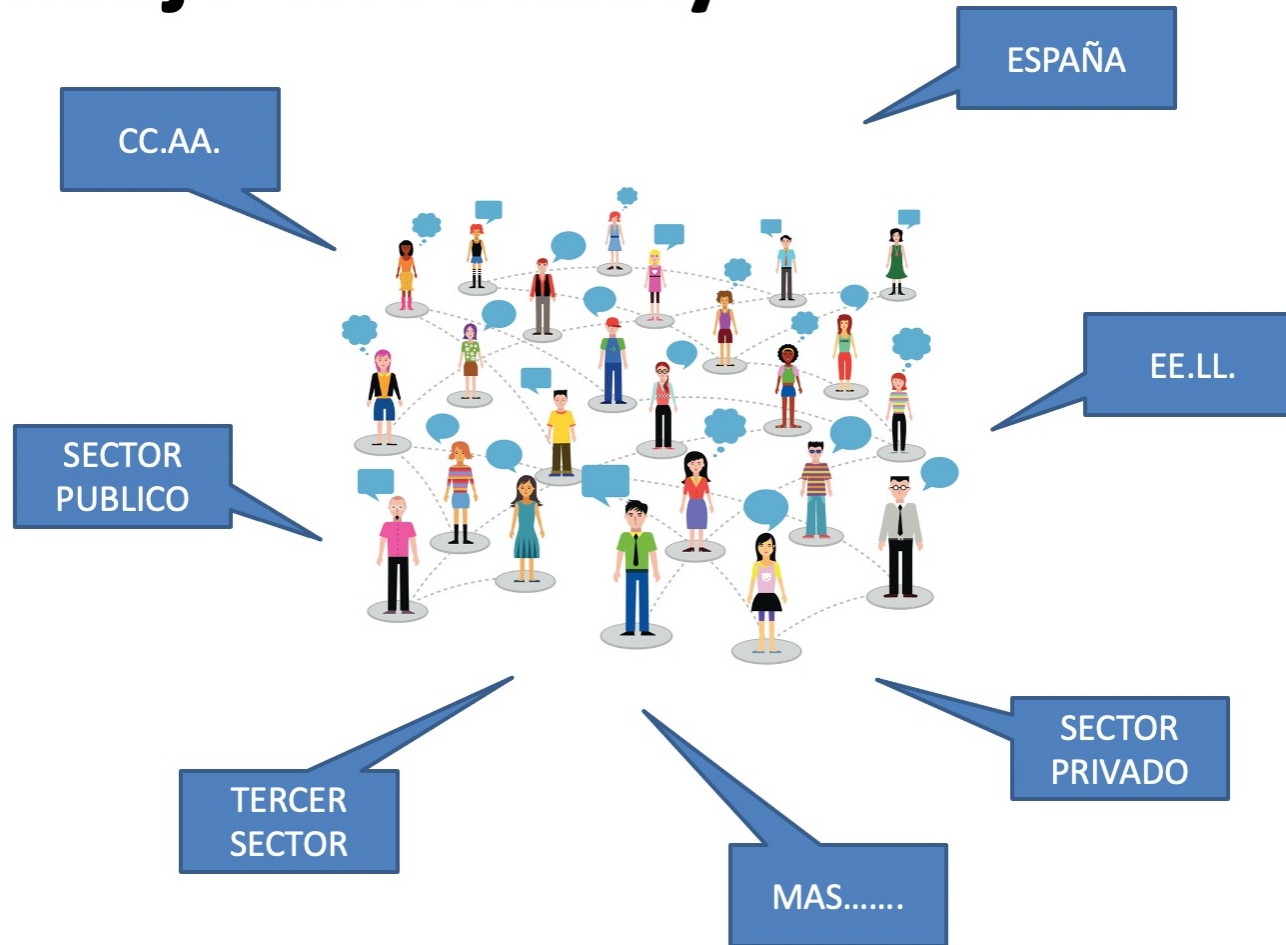 ESPAÑA
CC.AA.
EE.LL.
SECTOR
PUBLICO
SECTOR
PRIVADO
TERCER
SECTOR
MAS…….